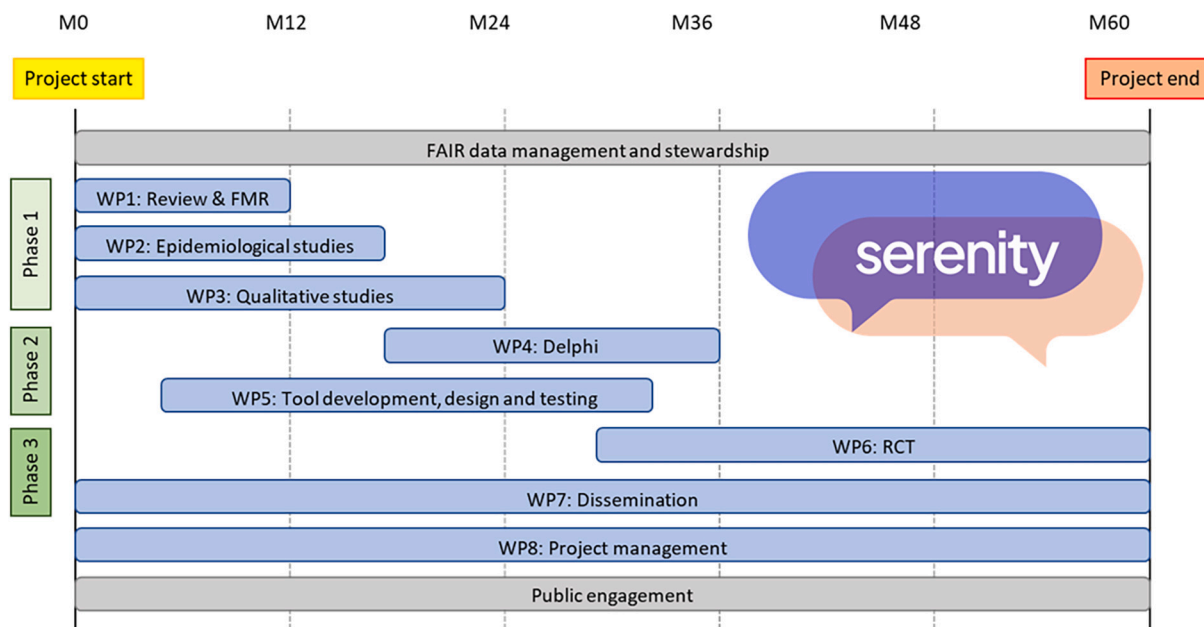 M0 M12 M24 M36 M48 M60
Project start
Project end
FAIR data management and stewardship
Phase 1
WP1: Review & FMR
WP2: Epidemiological studies
WP3: Qualitative studies
serenity
Phase 2
WP4: Delphi
WP5: Tool development, design and testing
Phase 3
WP6: RCT
WP7: Dissemination
WP8: Project management
Public engagement